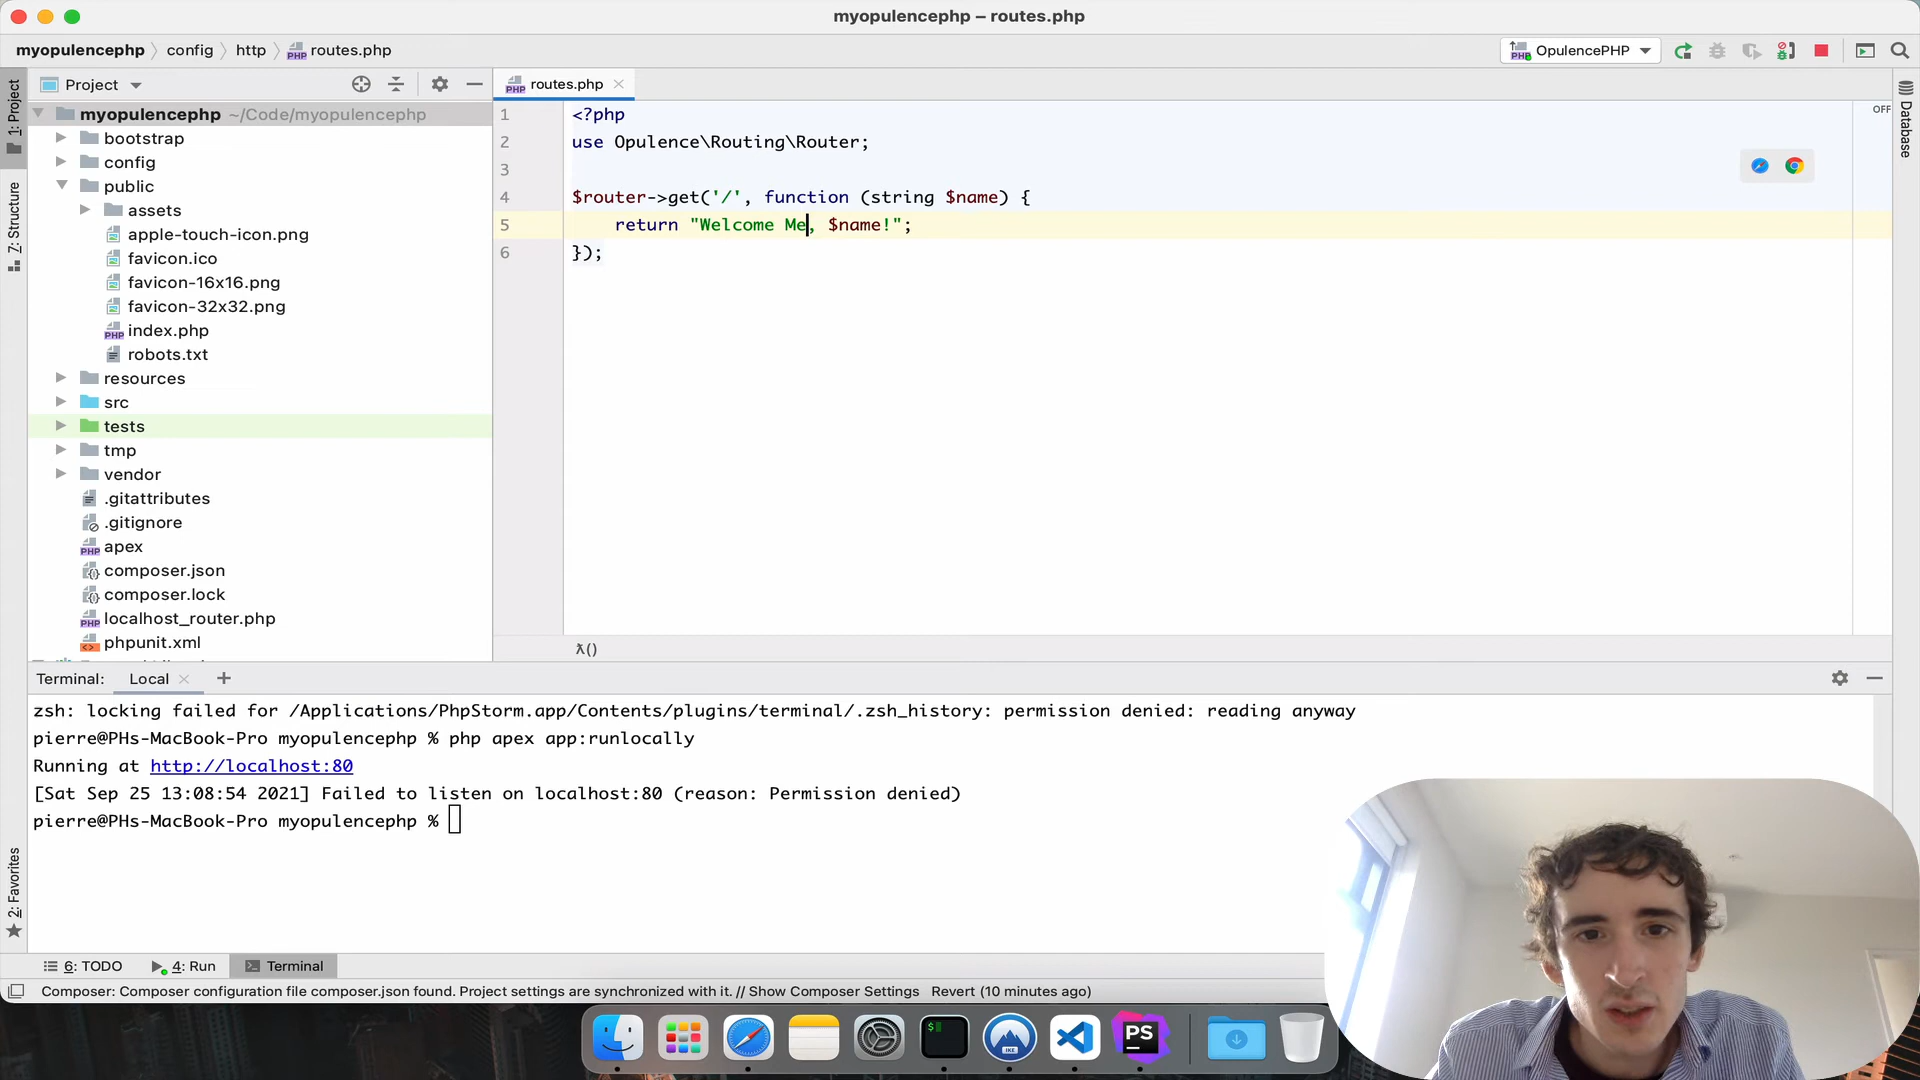 myopulencephp – routes.php
myopulencephp config http routes.php
OpulencePHP
Project
routes.php
1: Project
Z: Structure
2: Favorites
Database
myopulencephp ~/Code/myopulencephp
bootstrap
config
public
assets
apple-touch-icon.png
favicon.ico
favicon-16x16.png
favicon-32x32.png
index.php
robots.txt
resources
src
tests
tmp
vendor
.gitattributes
.gitignore
apex
composer.json
composer.lock
localhost_router.php
phpunit.xml
OFF
1 <?php
2 use Opulence\Routing\Router;
3
4 $router->get('/', function (string $name) {
5 return "Welcome Me, $name!";
6 });
λ()
Terminal: Local
zsh: locking failed for /Applications/PhpStorm.app/Contents/plugins/terminal/.zsh_history: permission denied: reading anyway
pierre@PHs-MacBook-Pro myopulencephp % php apex app:runlocally
Running at http://localhost:80
[Sat Sep 25 13:08:54 2021] Failed to listen on localhost:80 (reason: Permission denied)
pierre@PHs-MacBook-Pro myopulencephp %
6: TODO 4: Run Terminal
Composer: Composer configuration file composer.json found. Project settings are synchronized with it. // Show Composer Settings Revert (10 minutes ago)
IKE
PS